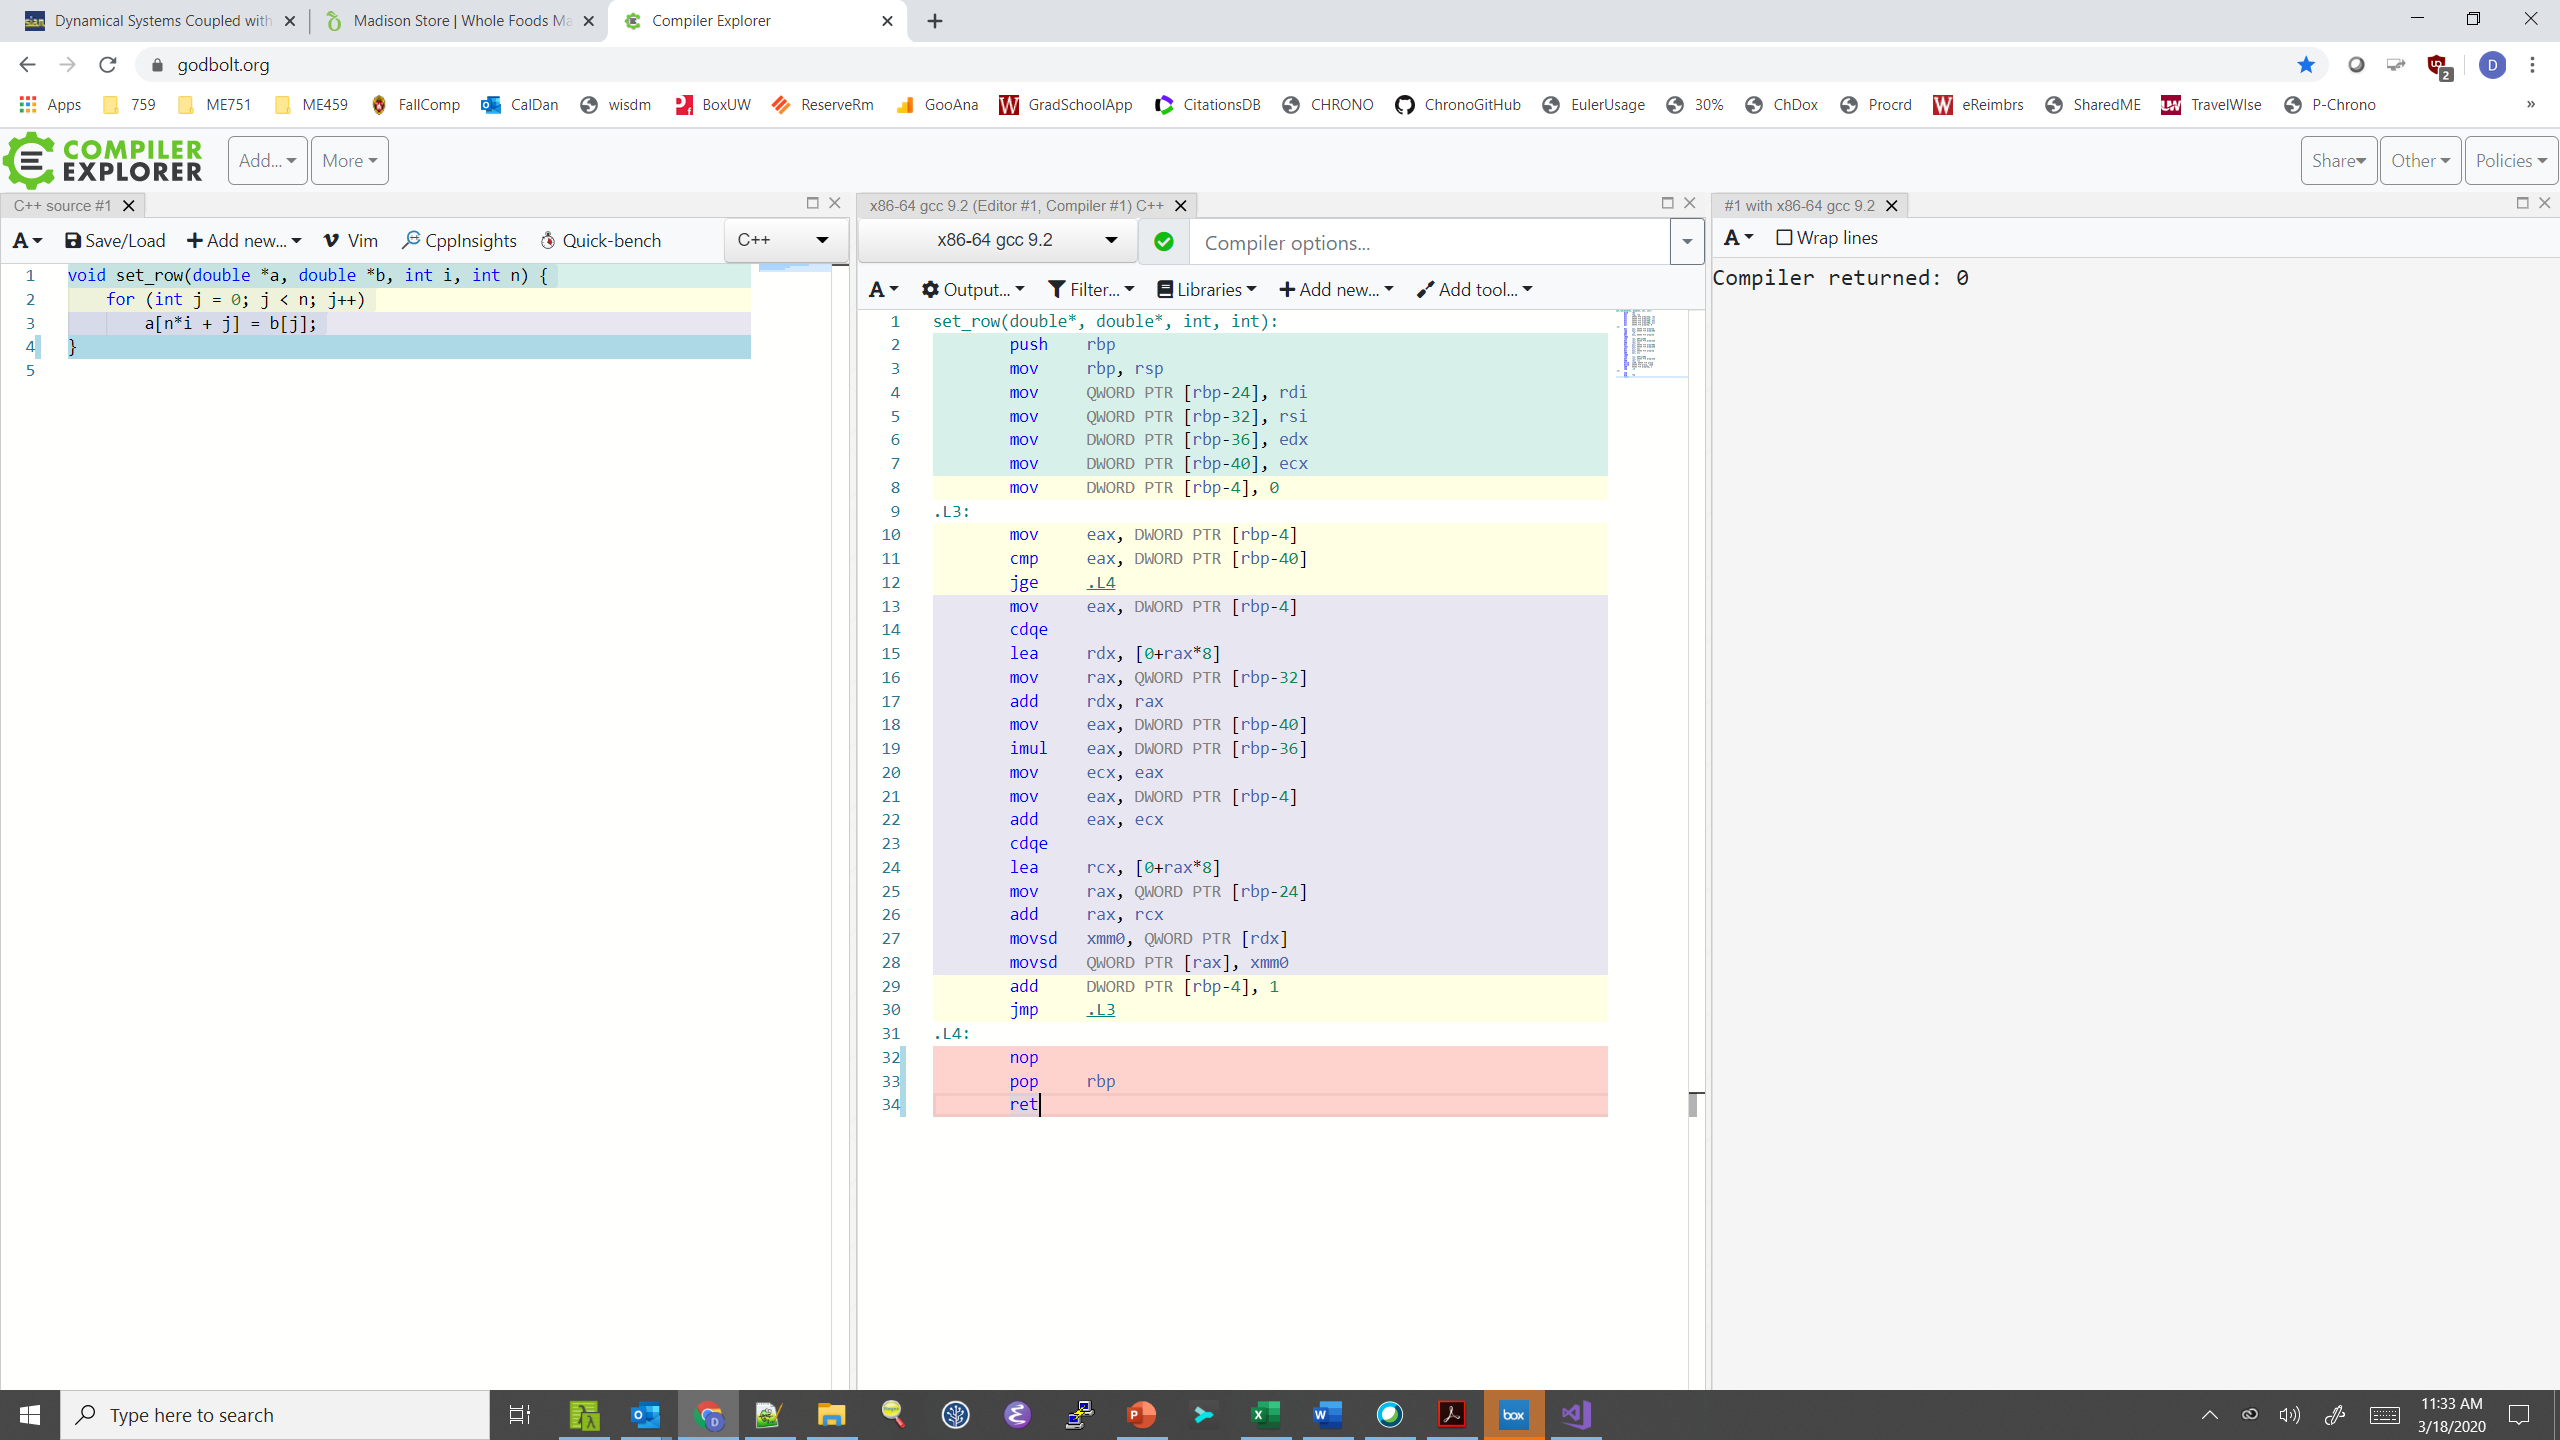 Dynamical Systems Coupled with
Madison Store | Whole Foods Ma
Compiler Explorer
godbolt.org
2
D
Apps
759
ME751
ME459
FallComp
CalDan
wisdm
BoxUW
ReserveRm
GooAna
GradSchoolApp
CitationsDB
CHRONO
ChronoGitHub
EulerUsage
30%
ChDox
Procrd
eReimbrs
SharedME
TravelWIse
P-Chrono
»
COMPILER
EXPLORER
Add...
More
Share
Other
Policies
C++ source #1
A
Save/Load
Add new...
Vim
CppInsights
Quick-bench
C++
1 void set_row(double *a, double *b, int i, int n) {
2     for (int j = 0; j < n; j++)
3         a[n*i + j] = b[j];
4 }
5
x86-64 gcc 9.2 (Editor #1, Compiler #1) C++
x86-64 gcc 9.2
Compiler options...
A
Output...
Filter...
Libraries
Add new...
Add tool...
1 set_row(double*, double*, int, int):
2         push    rbp
3         mov     rbp, rsp
4         mov     QWORD PTR [rbp-24], rdi
5         mov     QWORD PTR [rbp-32], rsi
6         mov     DWORD PTR [rbp-36], edx
7         mov     DWORD PTR [rbp-40], ecx
8         mov     DWORD PTR [rbp-4], 0
9 .L3:
10         mov     eax, DWORD PTR [rbp-4]
11         cmp     eax, DWORD PTR [rbp-40]
12         jge     .L4
13         mov     eax, DWORD PTR [rbp-4]
14         cdqe
15         lea     rdx, [0+rax*8]
16         mov     rax, QWORD PTR [rbp-32]
17         add     rdx, rax
18         mov     eax, DWORD PTR [rbp-40]
19         imul    eax, DWORD PTR [rbp-36]
20         mov     ecx, eax
21         mov     eax, DWORD PTR [rbp-4]
22         add     eax, ecx
23         cdqe
24         lea     rcx, [0+rax*8]
25         mov     rax, QWORD PTR [rbp-24]
26         add     rax, rcx
27         movsd   xmm0, QWORD PTR [rdx]
28         movsd   QWORD PTR [rax], xmm0
29         add     DWORD PTR [rbp-4], 1
30         jmp     .L3
31 .L4:
32         nop
33         pop     rbp
34         ret
#1 with x86-64 gcc 9.2
A
Wrap lines
Compiler returned: 0
Type here to search
box
11:33 AM
3/18/2020